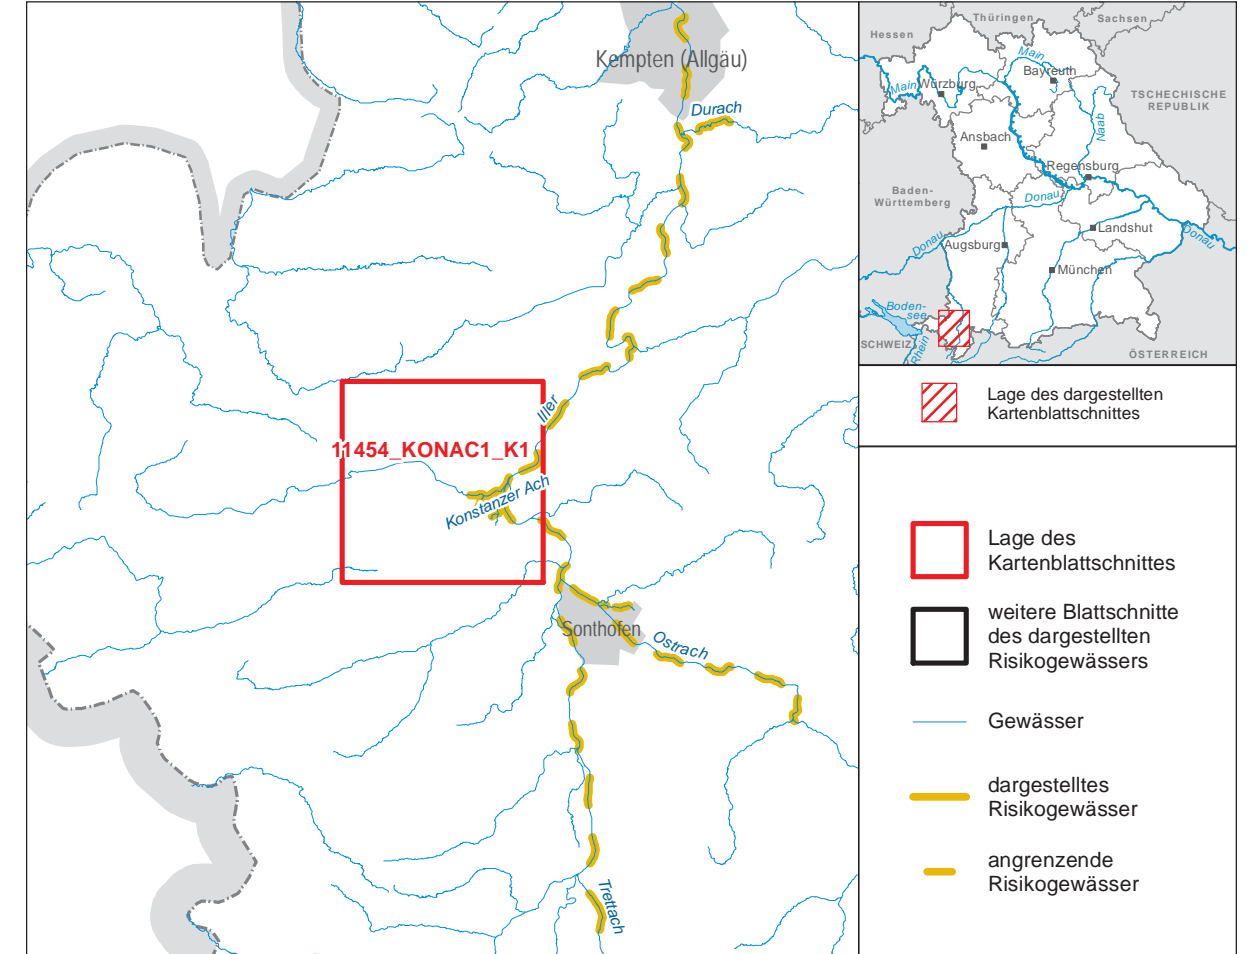 Kempten (Allgäu)
Durach
Iller
11454_KONAC1_K1
Konstanzer Ach
Sonthofen
Ostrach
Trettach
Thüringen
Sachsen
Hessen
Main
Bayreuth
Main
Würzburg
TSCHECHISCHE
REPUBLIK
Naab
Ansbach
Regensburg
Baden-
Württemberg
Donau
Landshut
Donau
Donau
Augsburg
München
Boden-
see
SCHWEIZ
Rhein
ÖSTERREICH
Lage des dargestellten
Kartenblattschnittes
Lage des
Kartenblattschnittes
weitere Blattschnitte
des dargestellten
Risikogewässers
Gewässer
dargestelltes
Risikogewässer
angrenzende
Risikogewässer